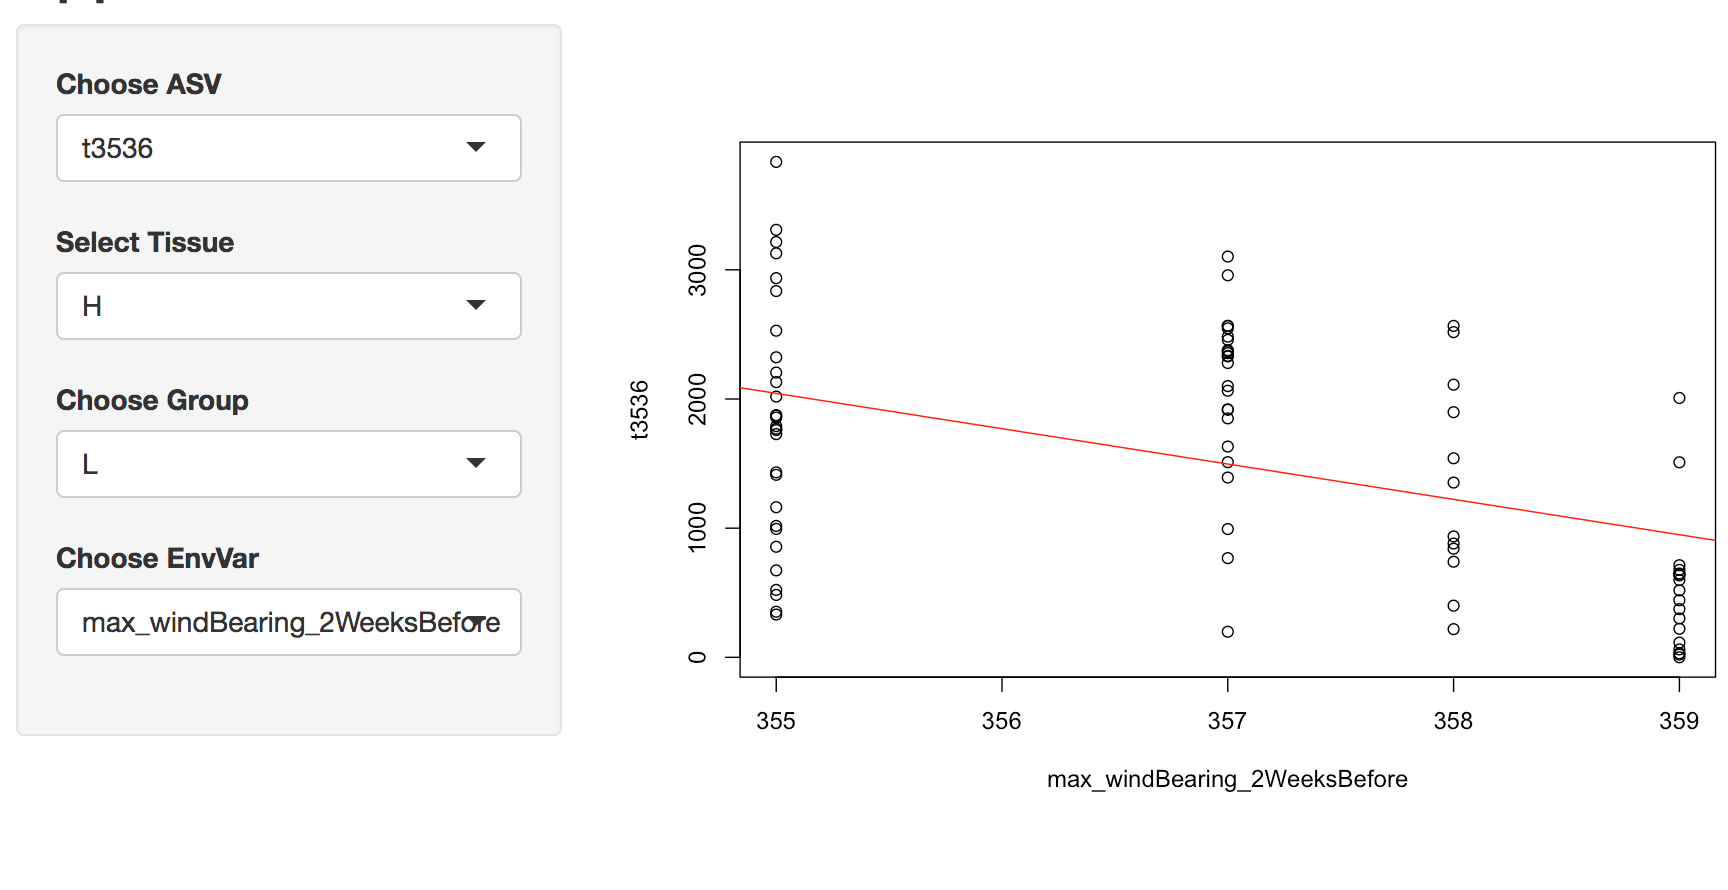 Choose ASV
t3536
Select Tissue
H
Choose Group
L
Choose EnvVar
max_windBearing_2WeeksBefore
t3536
3000
2000
1000
0
355 356 357 358 359
max_windBearing_2WeeksBefore